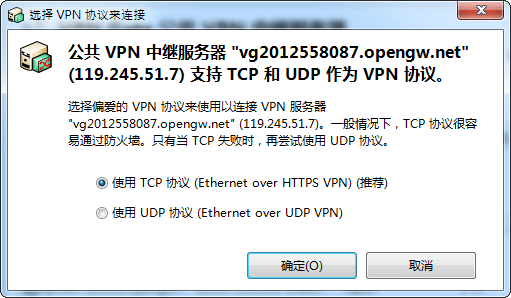 选择 VPN 协议来连接
公共 VPN 中继服务器 "vg2012558087.opengw.net"
(119.245.51.7) 支持 TCP 和 UDP 作为 VPN 协议。
选择偏爱的 VPN 协议来使用以连接 VPN 服务器
"vg2012558087.opengw.net" (119.245.51.7)。一般情况下，TCP 协议很容
易通过防火墙。只有当 TCP 失败时，再尝试使用 UDP 协议。
使用 TCP 协议 (Ethernet over HTTPS VPN) (推荐)
使用 UDP 协议 (Ethernet over UDP VPN)
确定(O)
取消